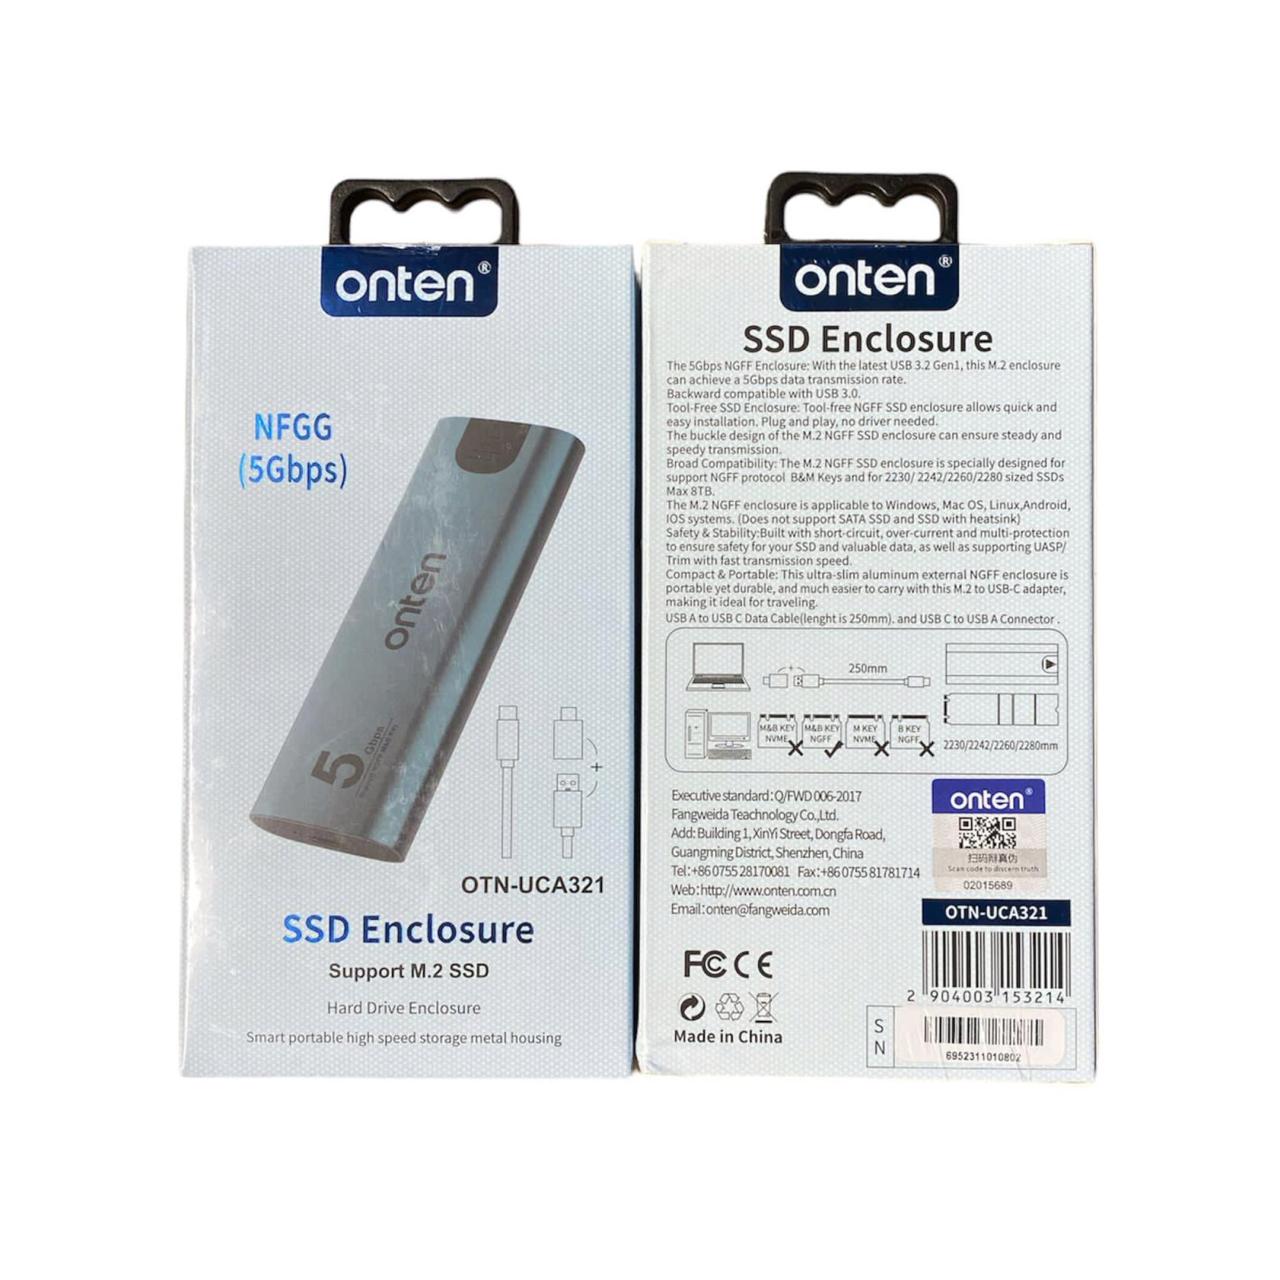 onten®
NFGG
(5Gbps)
onten
5
Gbps
OTN-UCA321
SSD Enclosure
Support M.2 SSD
Hard Drive Enclosure
Smart portable high speed storage metal housing
onten®
SSD Enclosure
The 5Gbps NGFF Enclosure: With the latest USB 3.2 Gen1, this M.2 enclosure
can achieve a 5Gbps data transmission rate.
Backward compatible with USB 3.0.
Tool-Free SSD Enclosure: Tool-free NGFF SSD enclosure allows quick and
easy installation. Plug and play, no driver needed.
The buckle design of the M.2 NGFF SSD enclosure can ensure steady and
speedy transmission.
Broad Compatibility: The M.2 NGFF SSD enclosure is specially designed for
support NGFF protocol B&M Keys and for 2230/ 2242/2260/2280 sized SSDs
Max 8TB.
The M.2 NGFF enclosure is applicable to Windows, Mac OS, Linux,Android,
IOS systems. (Does not support SATA SSD and SSD with heatsink)
Safety & Stability:Built with short-circuit, over-current and multi-protection
to ensure safety for your SSD and valuable data, as well as supporting UASP/
Trim with fast transmission speed.
Compact & Portable: This ultra-slim aluminum external NGFF enclosure is
portable yet durable, and much easier to carry with this M.2 to USB-C adapter,
making it ideal for traveling.
USB A to USB C Data Cable(lenght is 250mm). and USB C to USB A Connector .
250mm
M&B KEY NVME
M&B KEY NGFF
M KEY NVME
B KEY NGFF
2230/2242/2260/2280mm
Executive standard: Q/FWD 006-2017
Fangweida Teachnology Co.,Ltd.
Add: Building 1, XinYi Street, Dongfa Road,
Guangming District, Shenzhen, China
Tel:+86 0755 28170081 Fax:+86 0755 81781714
Web: http://www.onten.com.cn
Email: onten@fangweida.com
onten®
扫码辩真伪
Scan code to discern truth
02015689
OTN-UCA321
FC CE
2 904003 153214
Made in China
SN
6952311010802